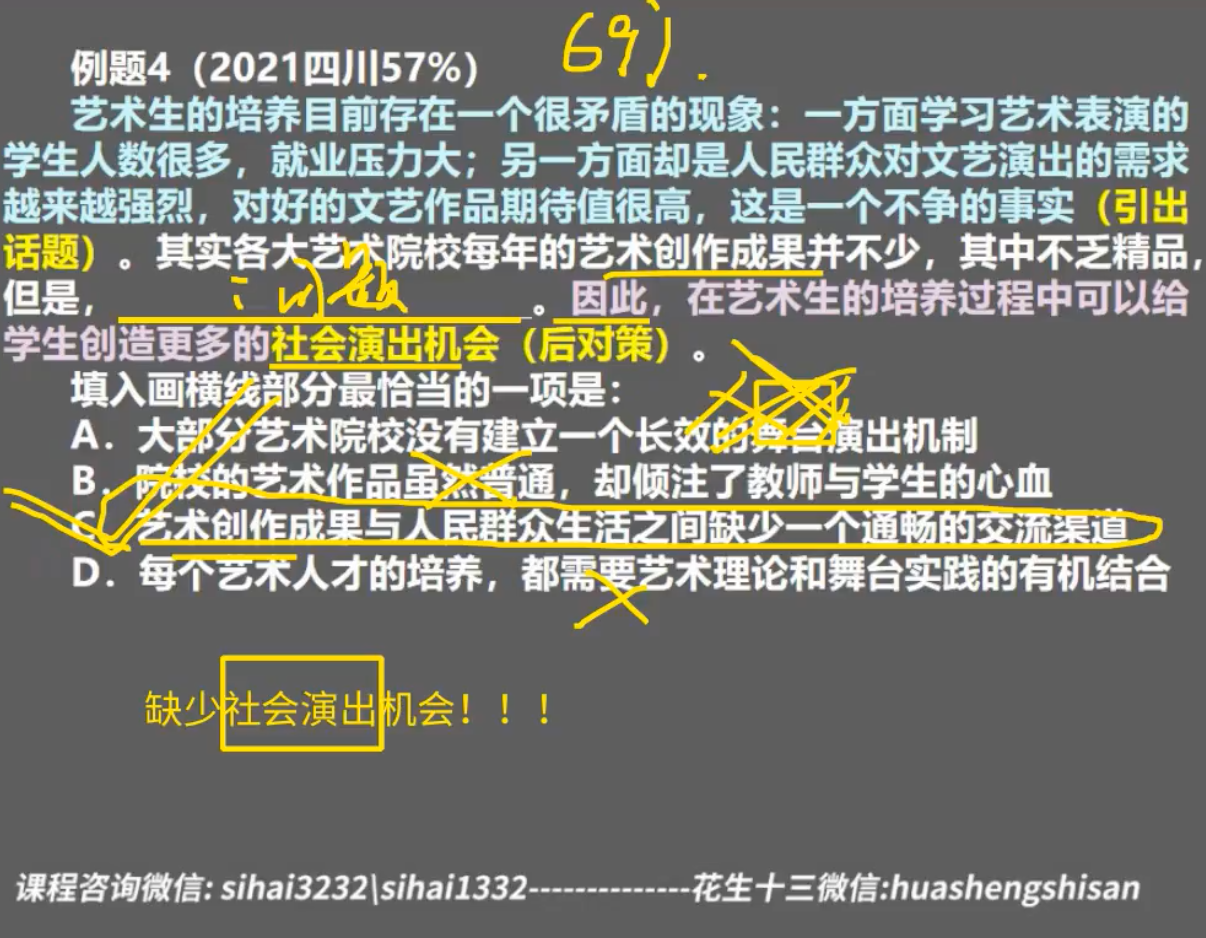 69).
例题4（2021四川57%）
艺术生的培养目前存在一个很矛盾的现象：一方面学习艺术表演的
学生人数很多，就业压力大；另一方面却是人民群众对文艺演出的需求
越来越强烈，对好的文艺作品期待值很高，这是一个不争的事实（引出
话题）。其实各大艺术院校每年的艺术创作成果并不少，其中不乏精品，
但是，问题。因此，在艺术生的培养过程中可以给
学生创造更多的社会演出机会（后对策）。
填入画横线部分最恰当的一项是：
A．大部分艺术院校没有建立一个长效的舞台演出机制
B．院校的艺术作品虽然普通，却倾注了教师与学生的心血
C．艺术创作成果与人民群众生活之间缺少一个通畅的交流渠道
D．每个艺术人才的培养，都需要艺术理论和舞台实践的有机结合
缺少社会演出机会！！！
课程咨询微信: sihai3232\sihai1332--------------花生十三微信:huashengshisan